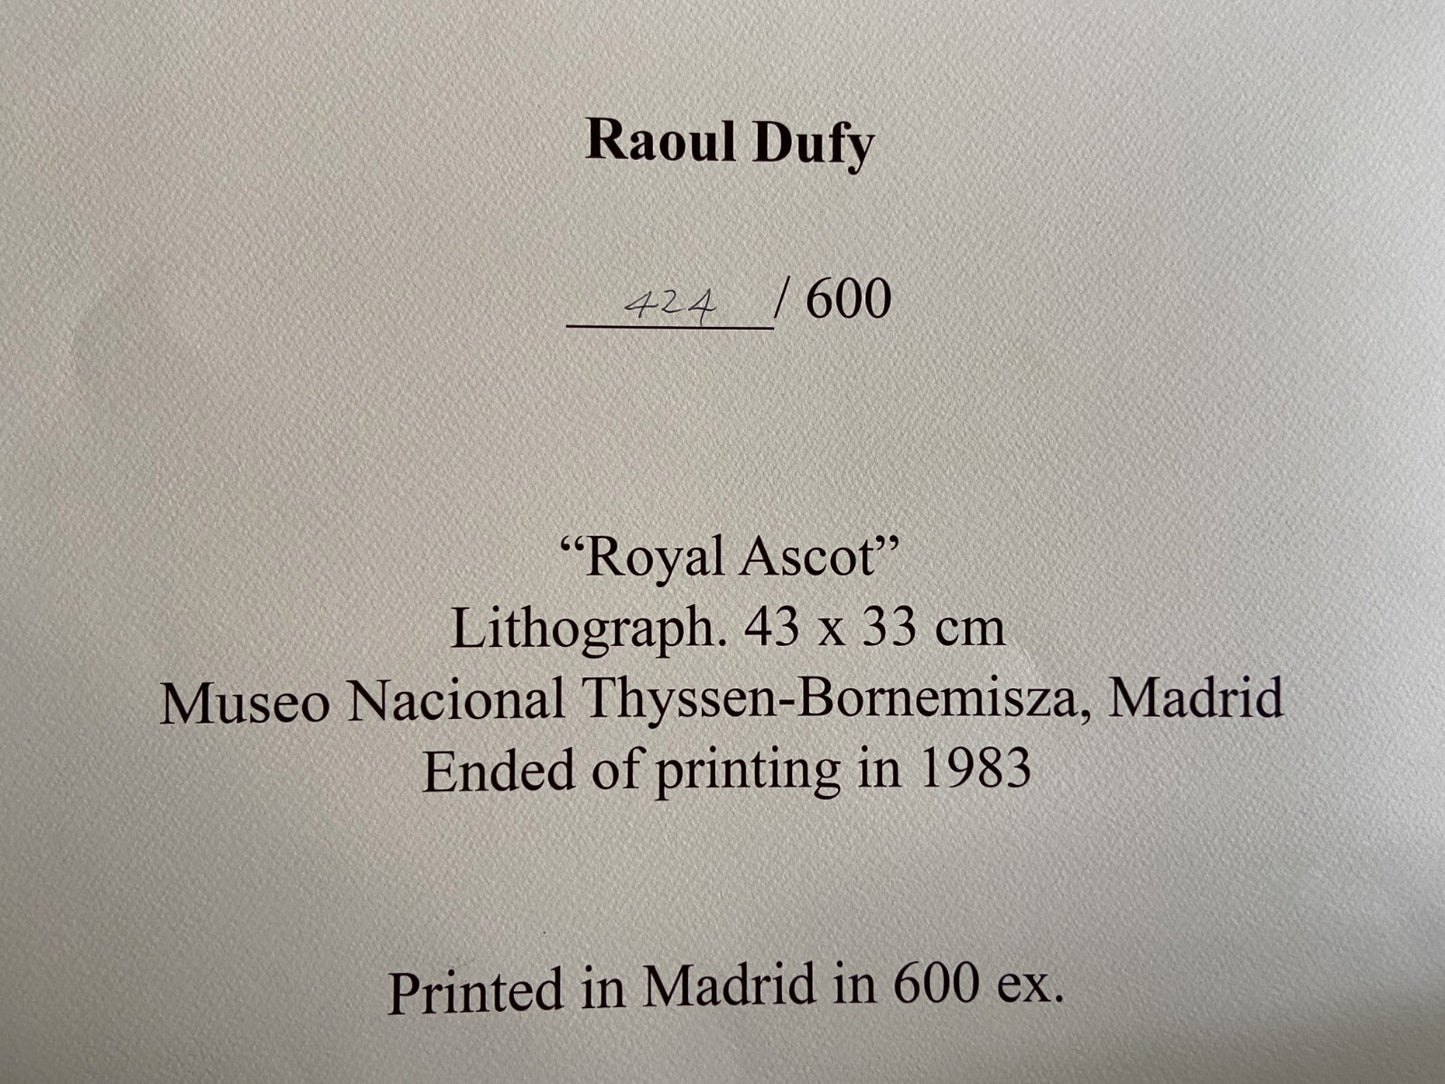 Raoul Dufy
424 / 600
“Royal Ascot”
Lithograph. 43 x 33 cm
Museo Nacional Thyssen-Bornemisza, Madrid
Ended of printing in 1983
Printed in Madrid in 600 ex.